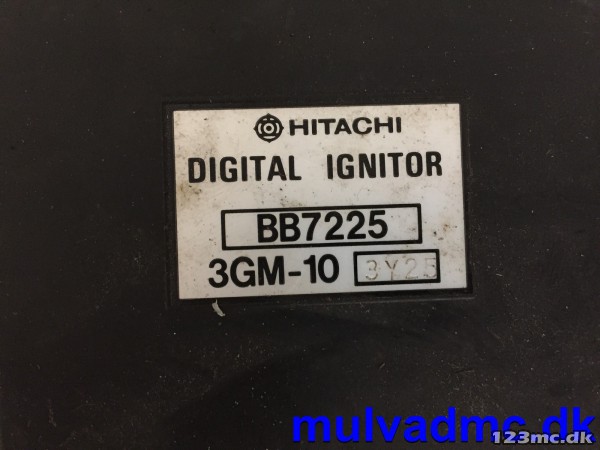 HITACHI
DIGITAL IGNITOR
BB7225
3GM-10 3Y25
mulvadmc.dk
123mc.dk